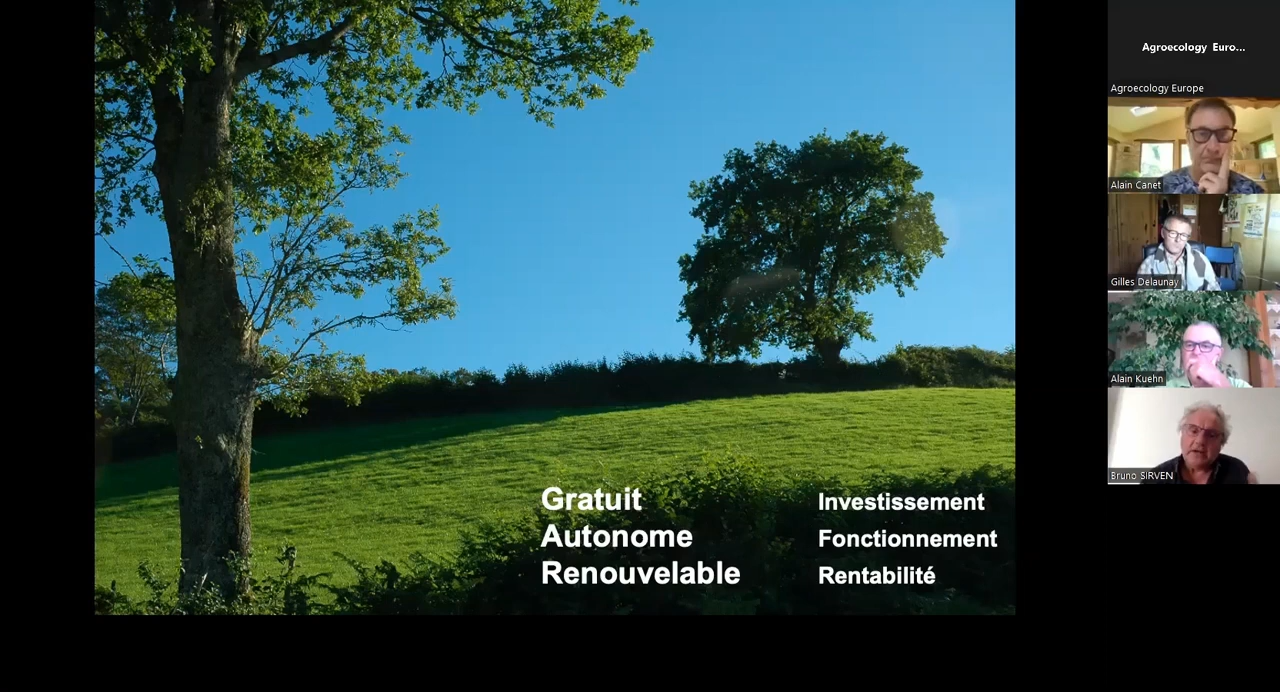 Agroecology Euro...
Agroecology Europe
Alain Canet
Gilles Delaunay
Alain Kuehn
Bruno SIRVEN
Gratuit
Autonome
Renouvelable
Investissement
Fonctionnement
Rentabilité